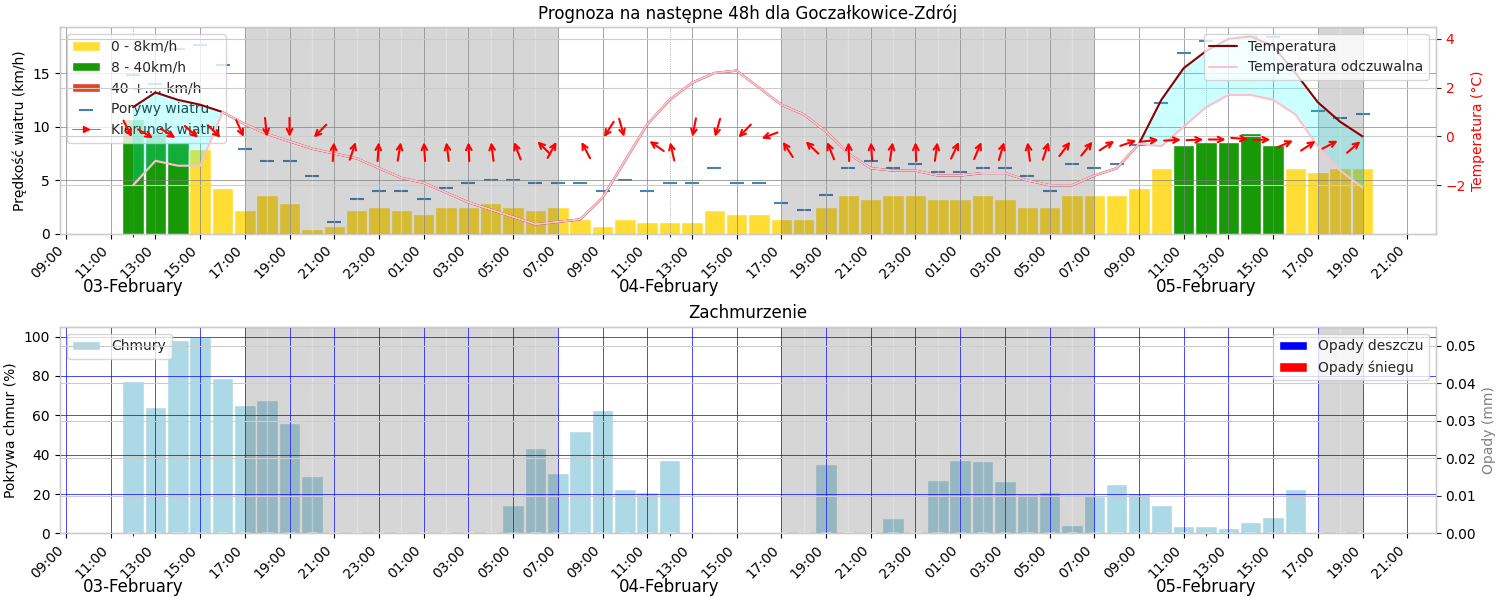 Prognoza na następne 48h dla Goczałkowice-Zdrój
Prędkość wiatru (km/h)
15
10
5
0
0 - 8km/h
8 - 40km/h
40 +... km/h
Porywy wiatru
Kierunek wiatru
Temperatura
Temperatura odczuwalna
4
2
0
−2
Temperatura (°C)
09:00 11:00 13:00 15:00 17:00 19:00 21:00 23:00 01:00 03:00 05:00 07:00 09:00 11:00 13:00 15:00 17:00 19:00 21:00 23:00 01:00 03:00 05:00 07:00 09:00 11:00 13:00 15:00 17:00 19:00 21:00
03-February 04-February 05-February
Zachmurzenie
Pokrywa chmur (%)
100
80
60
40
20
0
Chmury
Opady deszczu
Opady śniegu
0.05
0.04
0.03
0.02
0.01
0.00
Opady (mm)
09:00 11:00 13:00 15:00 17:00 19:00 21:00 23:00 01:00 03:00 05:00 07:00 09:00 11:00 13:00 15:00 17:00 19:00 21:00 23:00 01:00 03:00 05:00 07:00 09:00 11:00 13:00 15:00 17:00 19:00 21:00
03-February 04-February 05-February